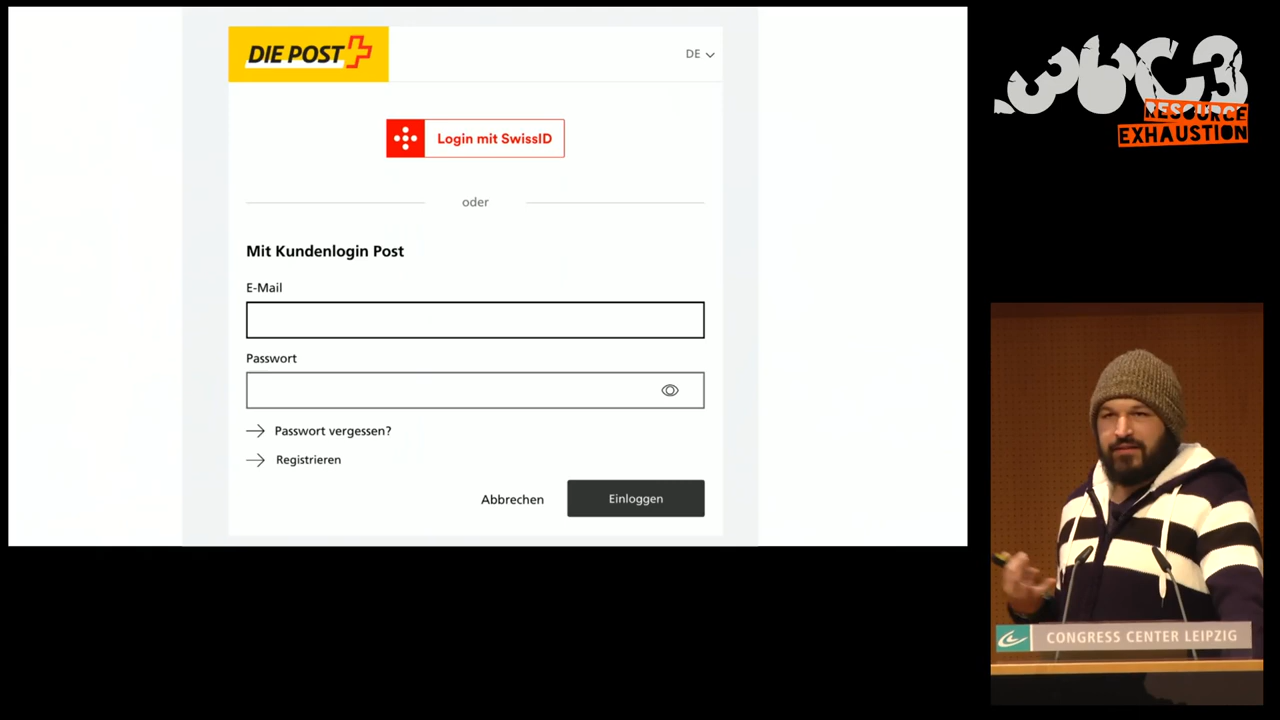 DIE POST
DE
Login mit SwissID
oder
Mit Kundenlogin Post
E-Mail
Passwort
Passwort vergessen?
Registrieren
Abbrechen
Einloggen
36C3
RESOURCE
EXHAUSTION
CONGRESS CENTER LEIPZIG